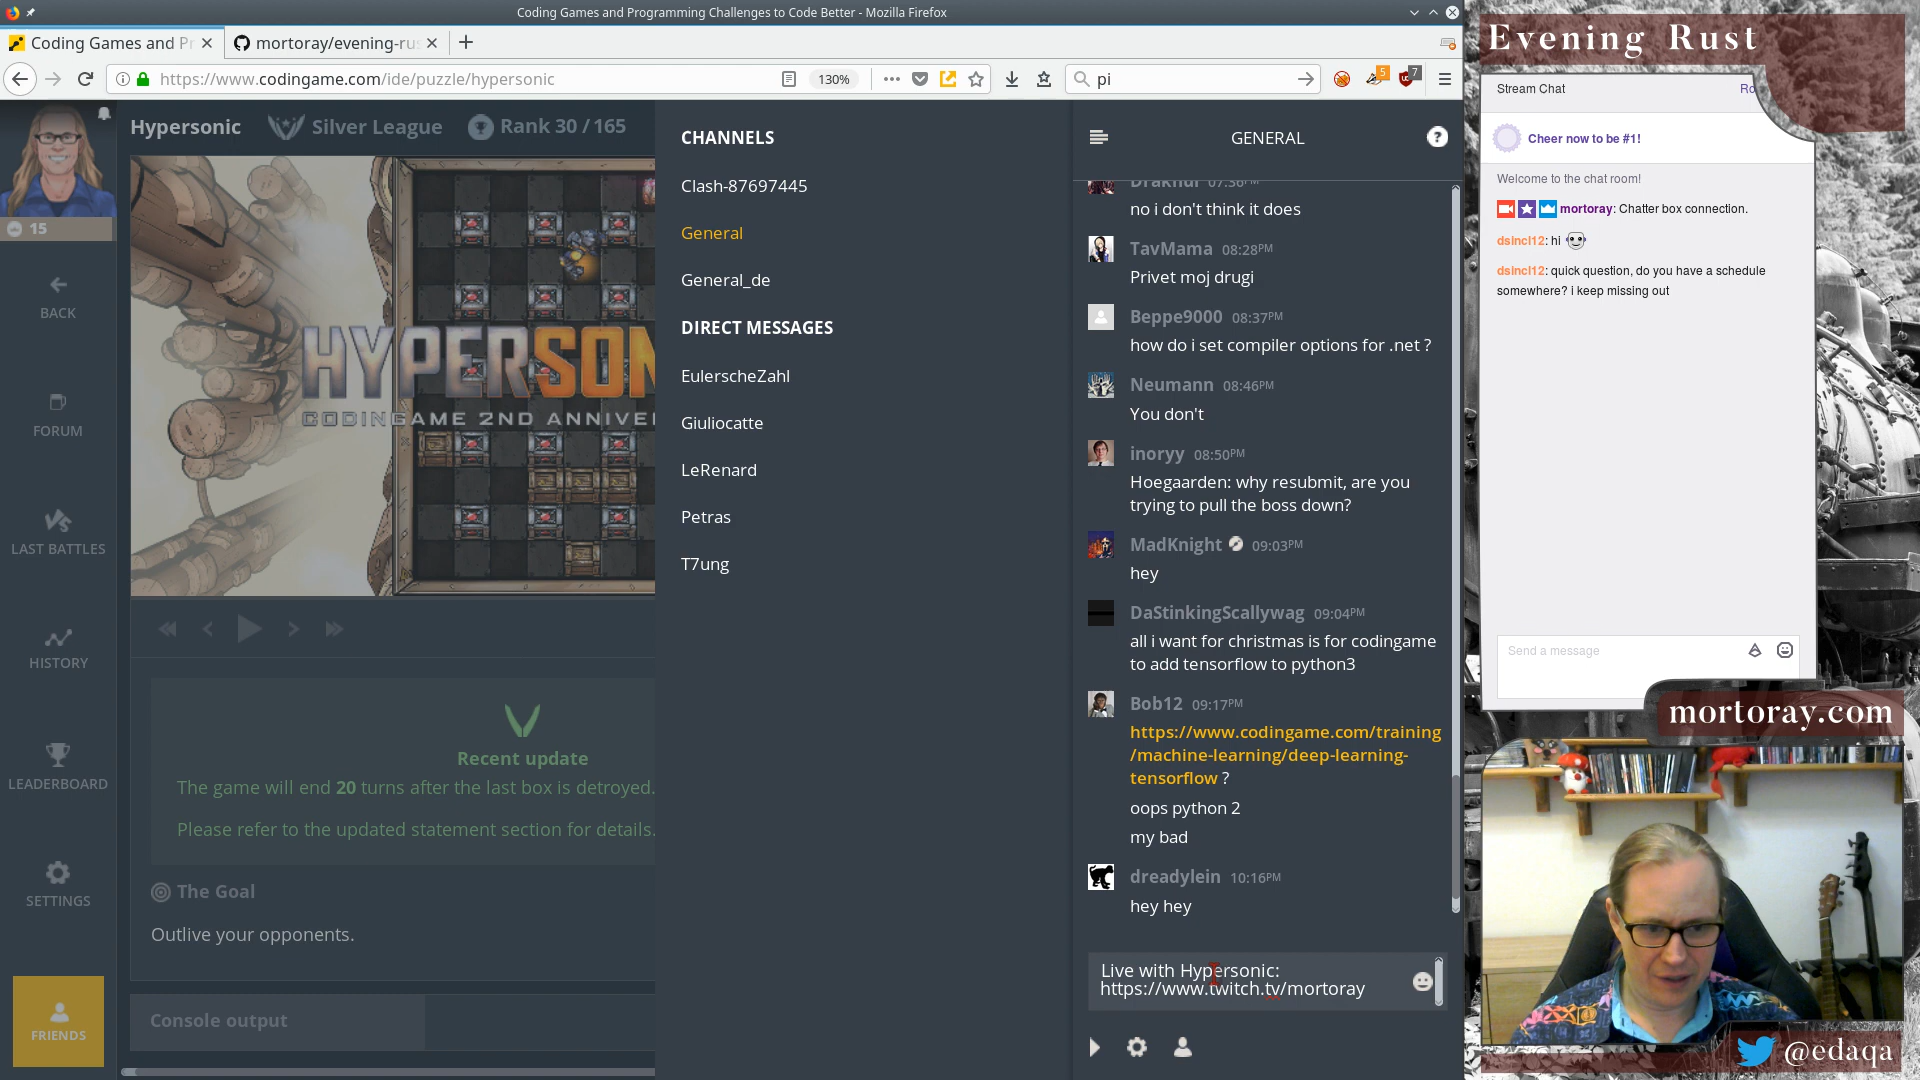 Coding Games and Programming Challenges to Code Better - Mozilla Firefox
Coding Games and Pr
mortoray/evening-rus
https://www.codingame.com/ide/puzzle/hypersonic
130%
pi
5
7
Hypersonic
Silver League
Rank 30 / 165
15
BACK
FORUM
LAST BATTLES
HISTORY
LEADERBOARD
SETTINGS
FRIENDS
HYPERSON
CODINGAME 2ND ANNIVER
Recent update
The game will end 20 turns after the last box is detroyed.
Please refer to the updated statement section for details.
The Goal
Outlive your opponents.
Console output
CHANNELS
Clash-87697445
General
General_de
DIRECT MESSAGES
EulerscheZahl
Giuliocatte
LeRenard
Petras
T7ung
GENERAL
?
07:36PM
no i don't think it does
TavMama 08:28PM
Privet moj drugi
Beppe9000 08:37PM
how do i set compiler options for .net ?
Neumann 08:46PM
You don't
inoryy 08:50PM
Hoegaarden: why resubmit, are you
trying to pull the boss down?
MadKnight 09:03PM
hey
DaStinkingScallywag 09:04PM
all i want for christmas is for codingame
to add tensorflow to python3
Bob12 09:17PM
https://www.codingame.com/training
/machine-learning/deep-learning-
tensorflow ?
oops python 2
my bad
dreadylein 10:16PM
hey hey
Live with Hypersonic:
https://www.twitch.tv/mortoray
Evening Rust
Stream Chat
Ro
Cheer now to be #1!
Welcome to the chat room!
mortoray: Chatter box connection.
dsincl12: hi
dsincl12: quick question, do you have a schedule
somewhere? i keep missing out
Send a message
mortoray.com
@edaqa